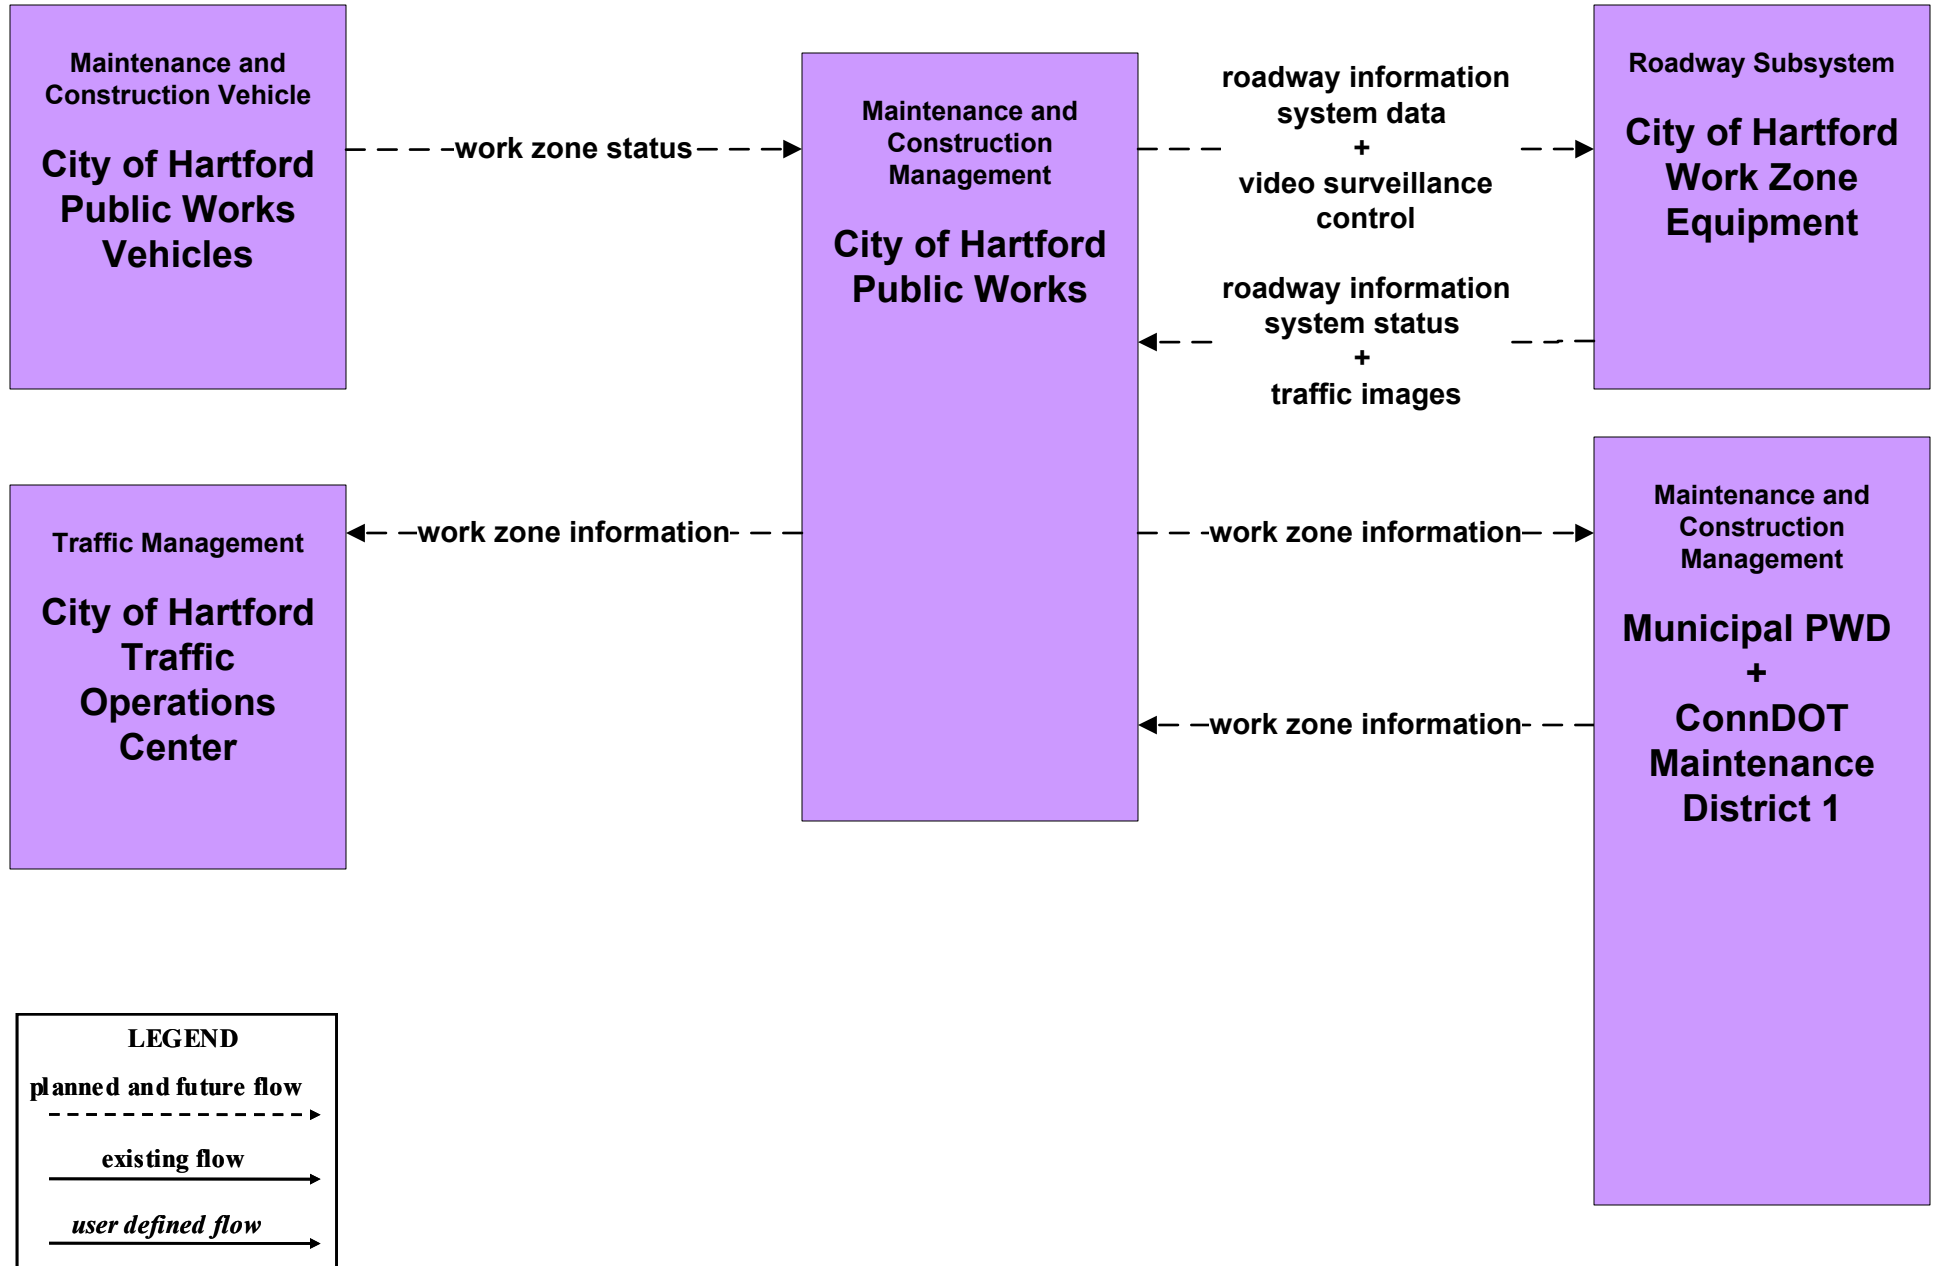 Maintenance and
Construction Vehicle
City of Hartford
Public Works
Vehicles
work zone status
Maintenance and
Construction
Management
City of Hartford
Public Works
roadway information
system data
+
video surveillance
control
roadway information
system status
+
traffic images
Roadway Subsystem
City of Hartford
Work Zone
Equipment
Traffic Management
City of Hartford
Traffic
Operations
Center
work zone information
work zone information
work zone information
Maintenance and
Construction
Management
Municipal PWD
+
ConnDOT
Maintenance
District 1
LEGEND
planned and future flow
existing flow
user defined flow